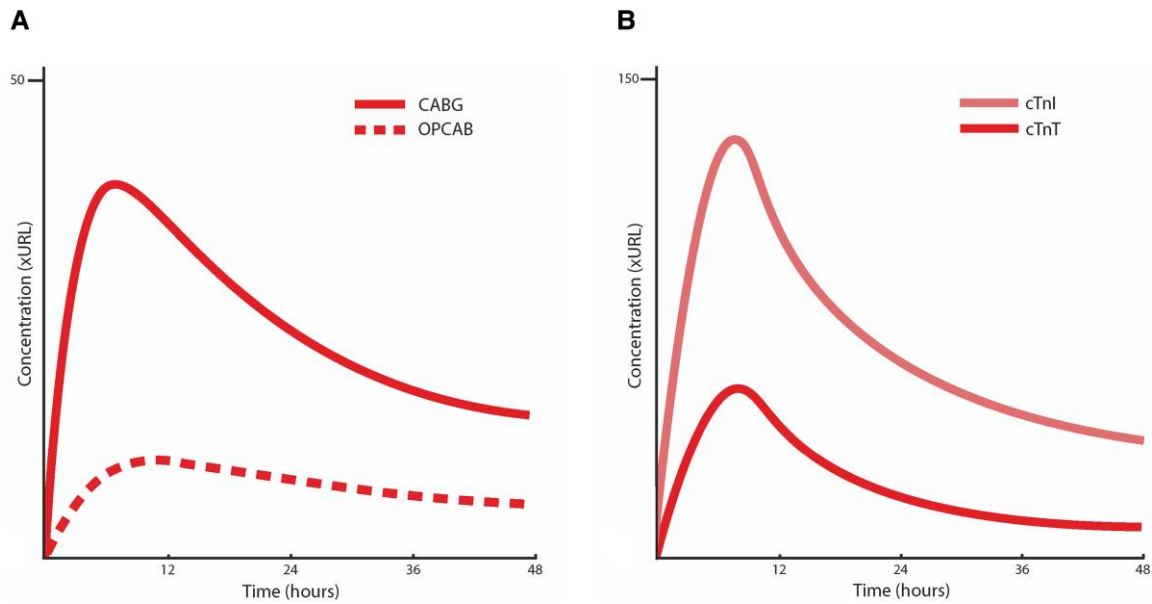 A
50
CABG
OPCAB
Concentration (xURL)
12
24
36
48
Time (hours)
B
150
cTnI
cTnT
Concentration (xURL)
12
24
36
48
Time (hours)